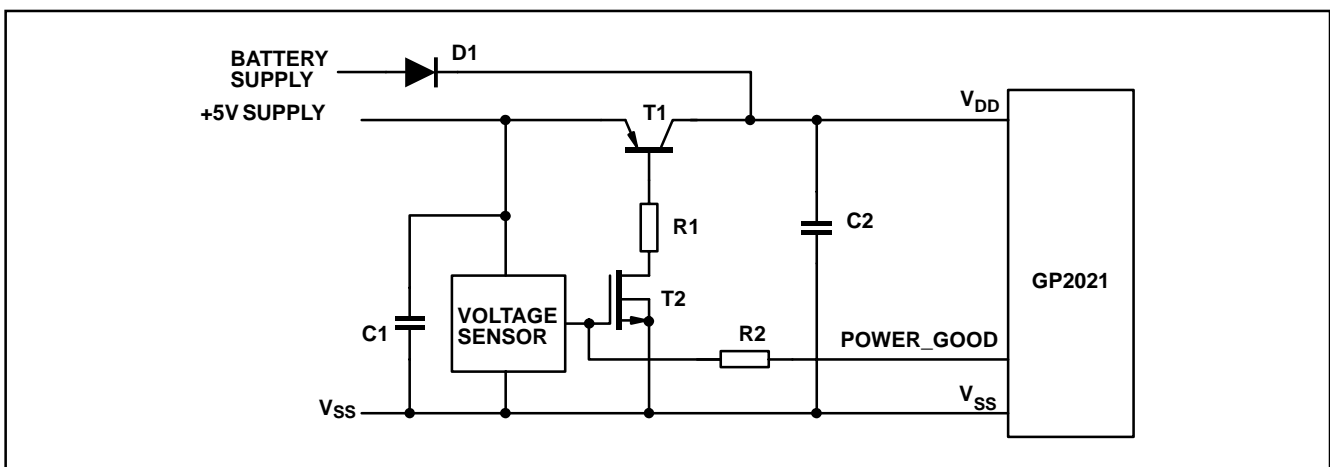 BATTERY
SUPPLY
D1
+5V SUPPLY
T1
VDD
R1
C2
GP2021
VOLTAGE
SENSOR
T2
C1
R2
POWER_GOOD
VSS
VSS